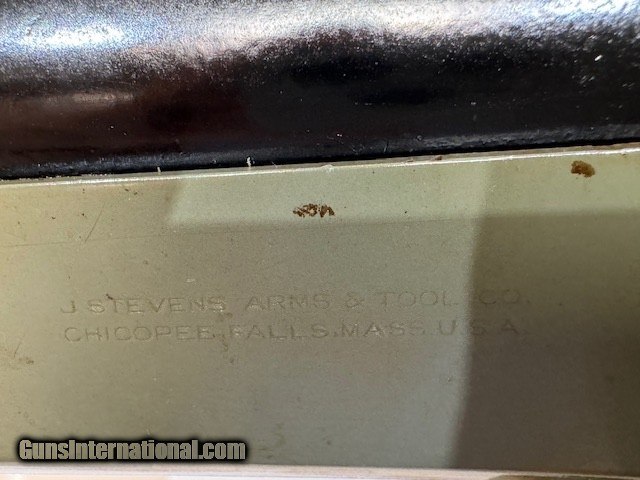 J STEVENS ARMS & TOOL CO.
CHICOPEE FALLS, MASS. U.S.A.
GunsInternational.com